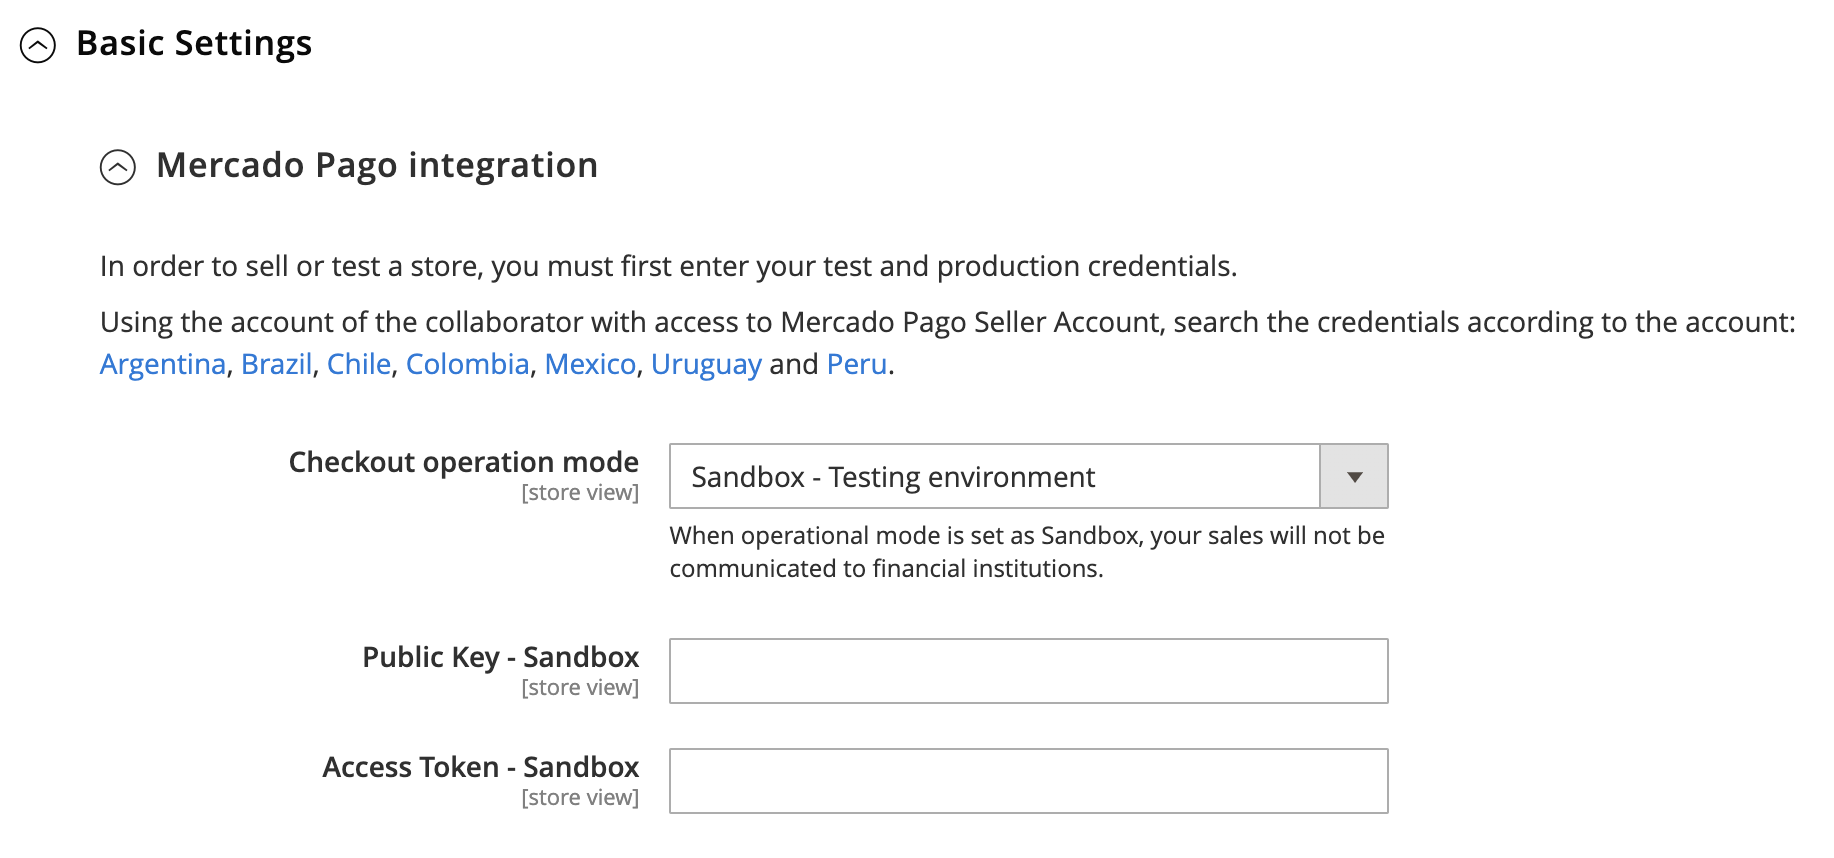 Basic Settings
Mercado Pago integration
In order to sell or test a store, you must first enter your test and production credentials.
Using the account of the collaborator with access to Mercado Pago Seller Account, search the credentials according to the account:
Argentina, Brazil, Chile, Colombia, Mexico, Uruguay and Peru.
Checkout operation mode
[store view]
Sandbox - Testing environment
When operational mode is set as Sandbox, your sales will not be
communicated to financial institutions.
Public Key - Sandbox
[store view]
Access Token - Sandbox
[store view]